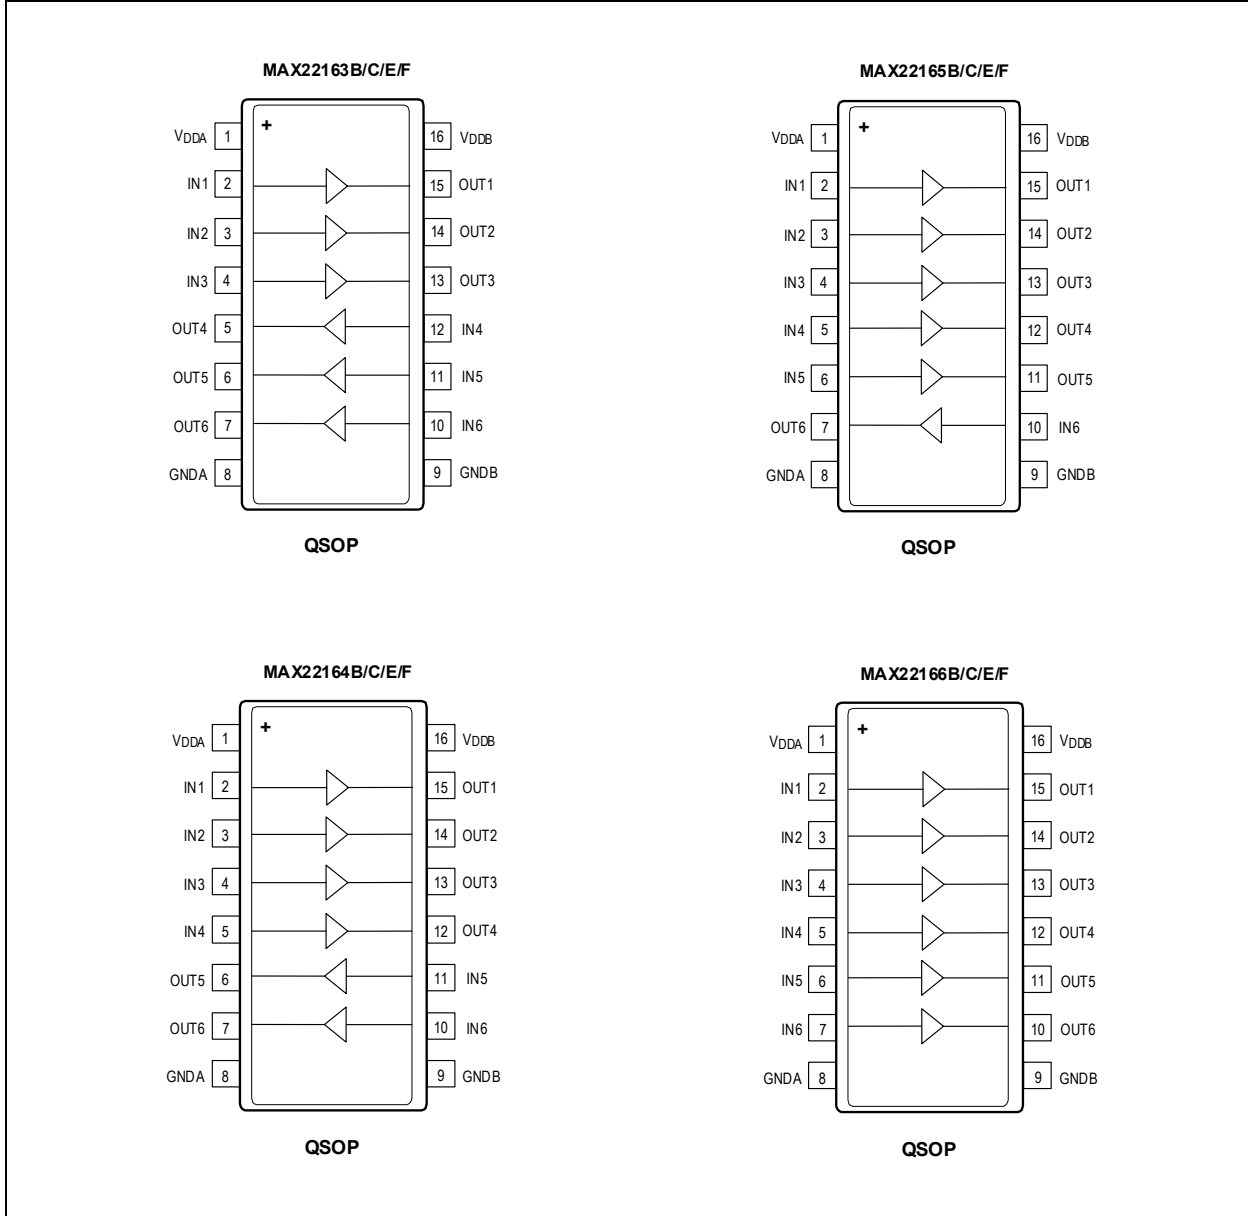 MAX22163B/C/E/F
VDDA 1 + 16 VDDB
IN1 2 15 OUT1
IN2 3 14 OUT2
IN3 4 13 OUT3
OUT4 5 12 IN4
OUT5 6 11 IN5
OUT6 7 10 IN6
GNDA 8 9 GNDB
QSOP
MAX22165B/C/E/F
VDDA 1 + 16 VDDB
IN1 2 15 OUT1
IN2 3 14 OUT2
IN3 4 13 OUT3
IN4 5 12 OUT4
IN5 6 11 OUT5
OUT6 7 10 IN6
GNDA 8 9 GNDB
QSOP
MAX22164B/C/E/F
VDDA 1 + 16 VDDB
IN1 2 15 OUT1
IN2 3 14 OUT2
IN3 4 13 OUT3
IN4 5 12 OUT4
OUT5 6 11 IN5
OUT6 7 10 IN6
GNDA 8 9 GNDB
QSOP
MAX22166B/C/E/F
VDDA 1 + 16 VDDB
IN1 2 15 OUT1
IN2 3 14 OUT2
IN3 4 13 OUT3
IN4 5 12 OUT4
IN5 6 11 OUT5
IN6 7 10 OUT6
GNDA 8 9 GNDB
QSOP